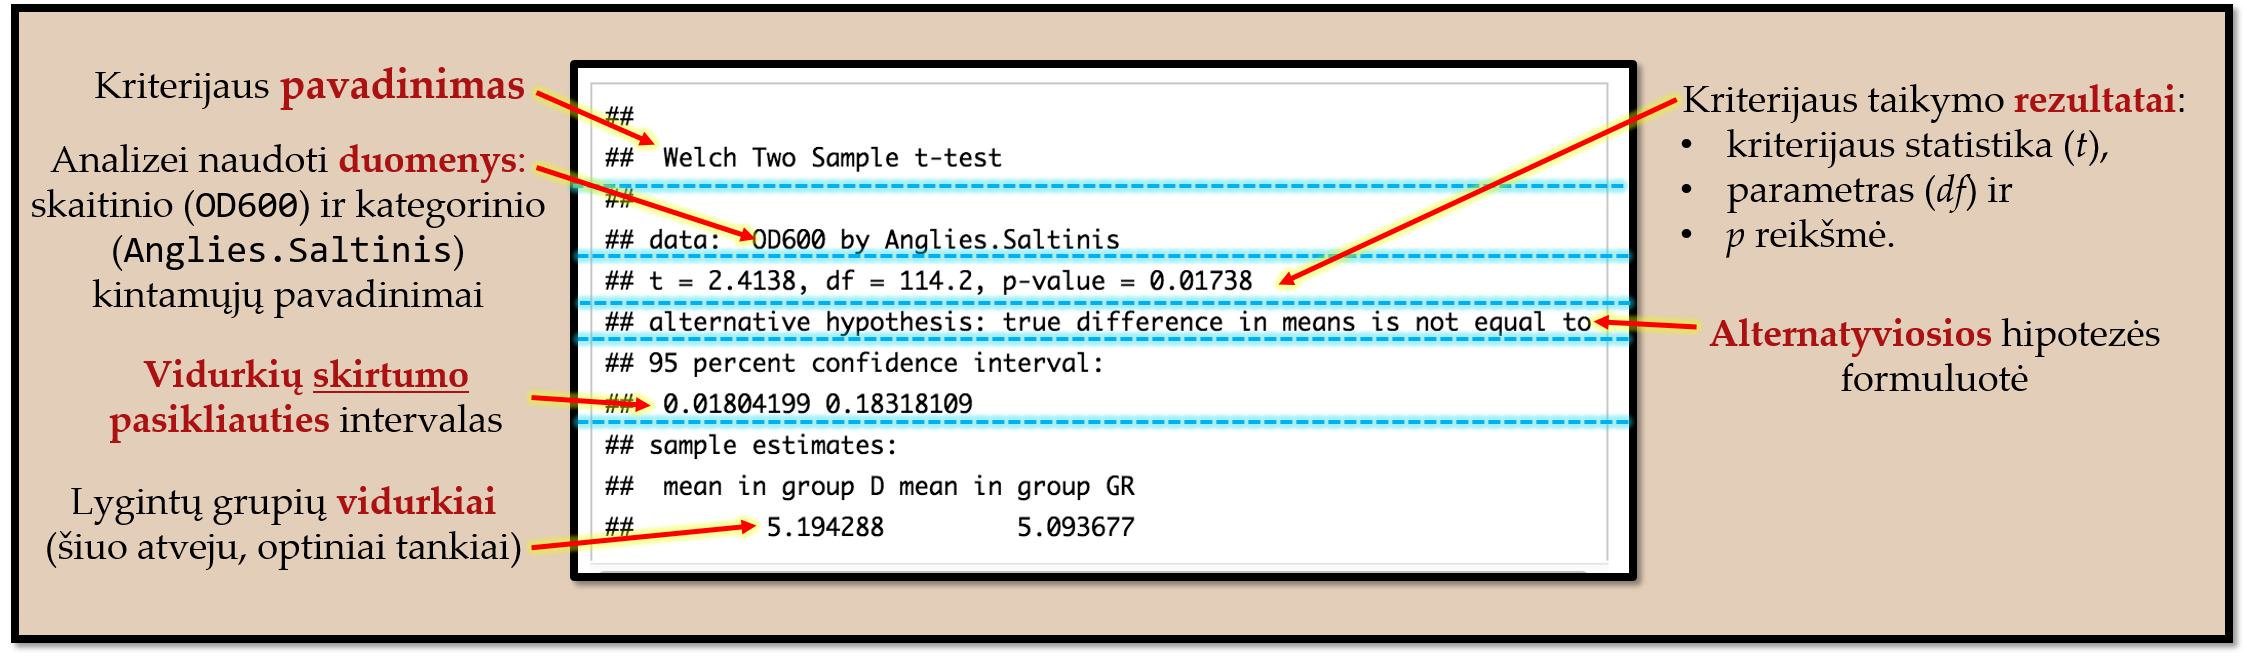 Kriterijaus pavadinimas
Analizei naudoti duomenys:
skaitinio (OD600) ir kategorinio
(Anglies.Saltinis)
kintamųjų pavadinimai
Vidurkių skirtumo
pasikliauties intervalas
Lygintų grupių vidurkiai
(šiuo atveju, optiniai tankiai)
##
## Welch Two Sample t-test
##
## data: OD600 by Anglies.Saltinis
## t = 2.4138, df = 114.2, p-value = 0.01738
## alternative hypothesis: true difference in means is not equal to
## 95 percent confidence interval:
## 0.01804199 0.18318109
## sample estimates:
## mean in group D mean in group GR
## 5.194288 5.093677
Kriterijaus taikymo rezultatai:
• kriterijaus statistika (t),
• parametras (df) ir
• p reikšmė.
Alternatyviosios hipotezės
formuluotė